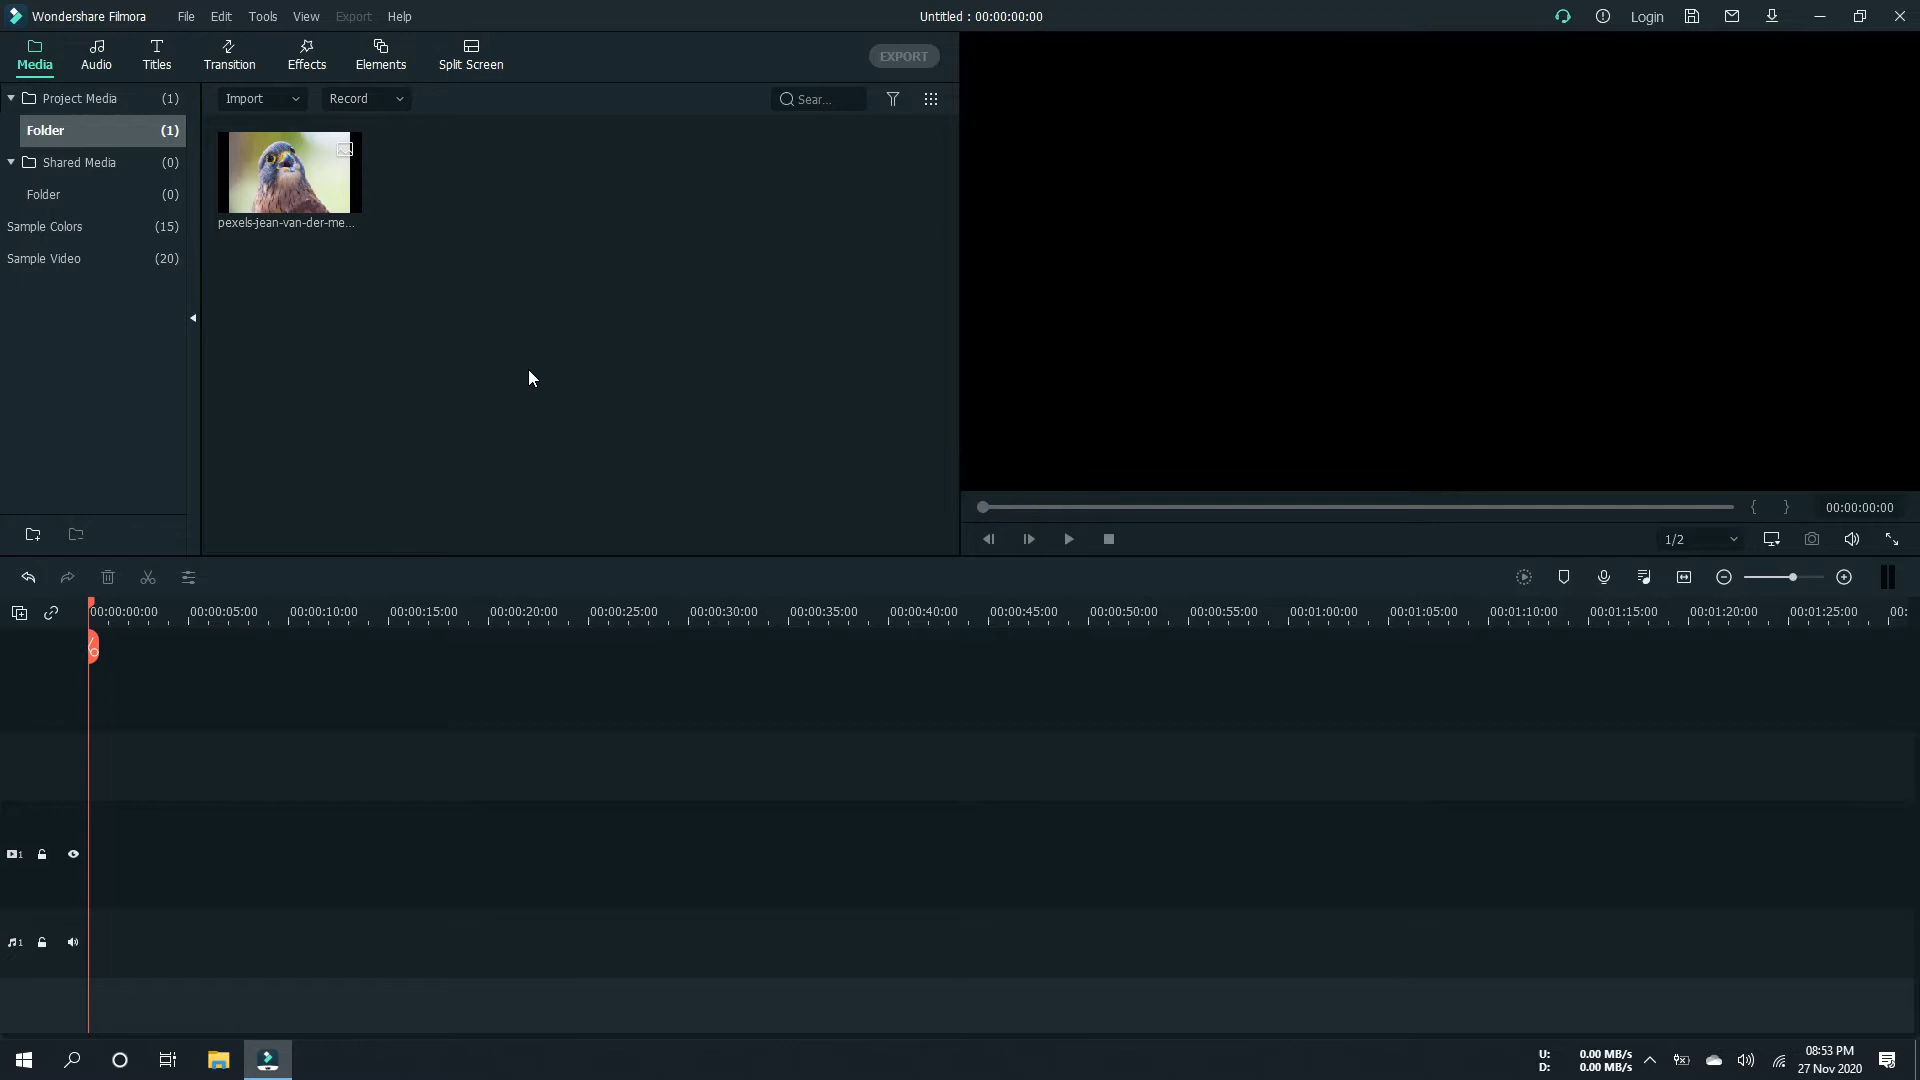 Wondershare Filmora File Edit Tools View Export Help Untitled : 00:00:00:00 Login
Media Audio Titles Transition Effects Elements Split Screen EXPORT
Project Media (1) Import Record Sear...
Folder (1)
Shared Media (0)
Folder (0)
pexels-jean-van-der-me...
Sample Colors (15)
Sample Video (20)
{ } 00:00:00:00
1/2
00:00:00:00 00:00:05:00 00:00:10:00 00:00:15:00 00:00:20:00 00:00:25:00 00:00:30:00 00:00:35:00 00:00:40:00 00:00:45:00 00:00:50:00 00:00:55:00 00:01:00:00 00:01:05:00 00:01:10:00 00:01:15:00 00:01:20:00 00:01:25:00 00:
1
1
U: 0.00 MB/s 08:53 PM
D: 0.00 MB/s 27 Nov 2020